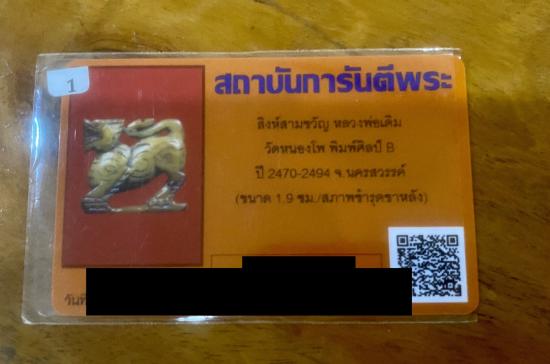 1
สถาบันการันตีพระ
สิงห์สามขวัญ หลวงพ่อเดิม
วัดหนองโพ พิมพ์ศิลป์ B
ปี 2470-2494 จ.นครสวรรค์
(ขนาด 1.9 ซม./สภาพชำรุดขาหลัง)
วันที่